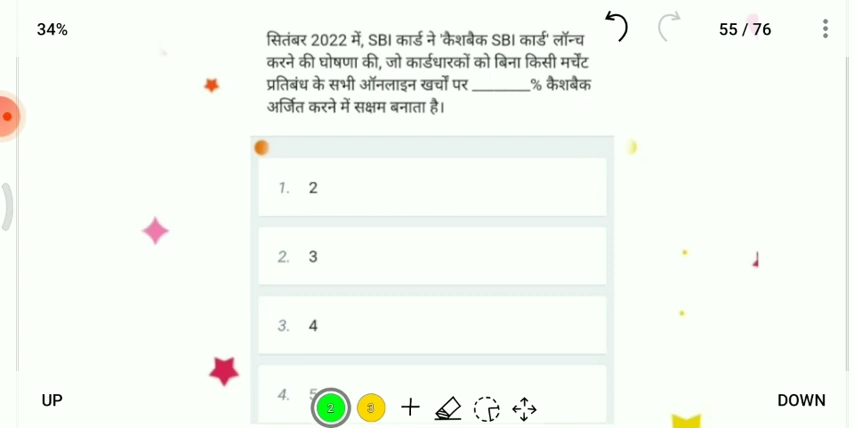 34%
55 / 76
सितंबर 2022 में, SBI कार्ड ने 'कैशबैक SBI कार्ड' लॉन्च
करने की घोषणा की, जो कार्डधारकों को बिना किसी मर्चेंट
प्रतिबंध के सभी ऑनलाइन खर्चों पर ________% कैशबैक
अर्जित करने में सक्षम बनाता है।
1. 2
2. 3
3. 4
4. 5
2 3
UP
DOWN